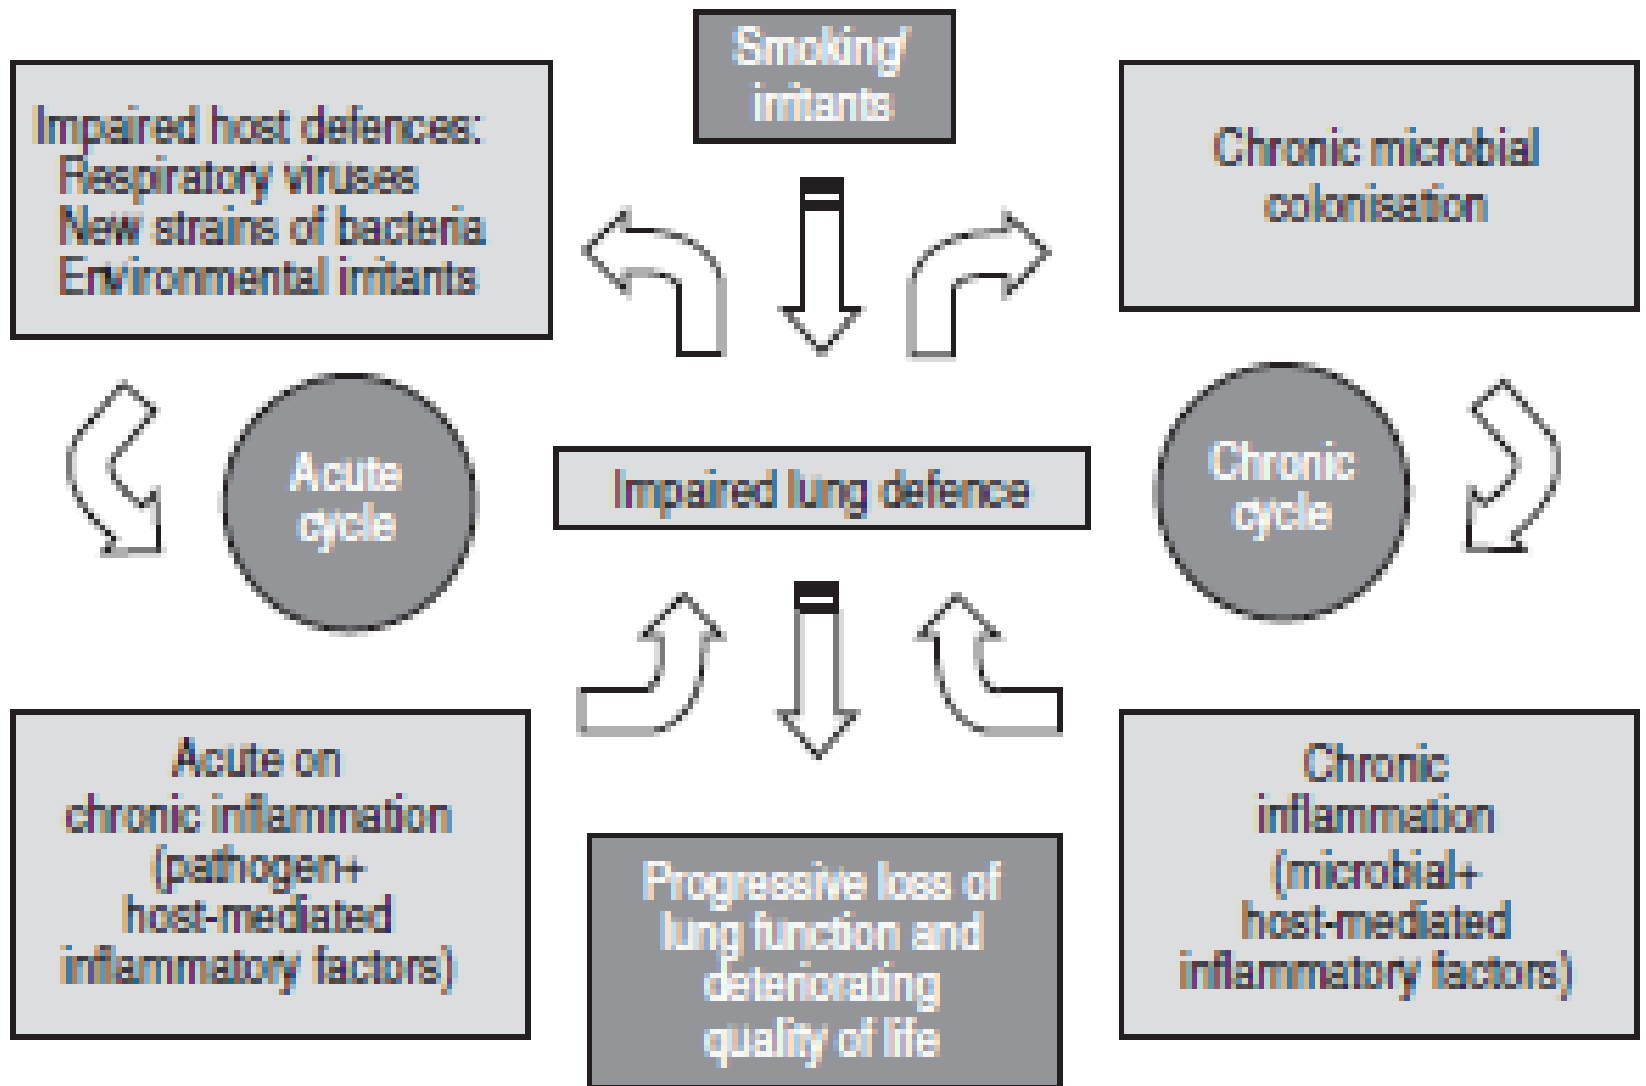 Smoking/
irritants
Impaired host defences:
Respiratory viruses
New strains of bacteria
Environmental irritants
Chronic microbial
colonisation
Acute
cycle
Impaired lung defence
Chronic
cycle
Acute on
chronic inflammation
(pathogen+
host-mediated
inflammatory factors)
Progressive loss of
lung function and
deteriorating
quality of life
Chronic
inflammation
(microbial+
host-mediated
inflammatory factors)